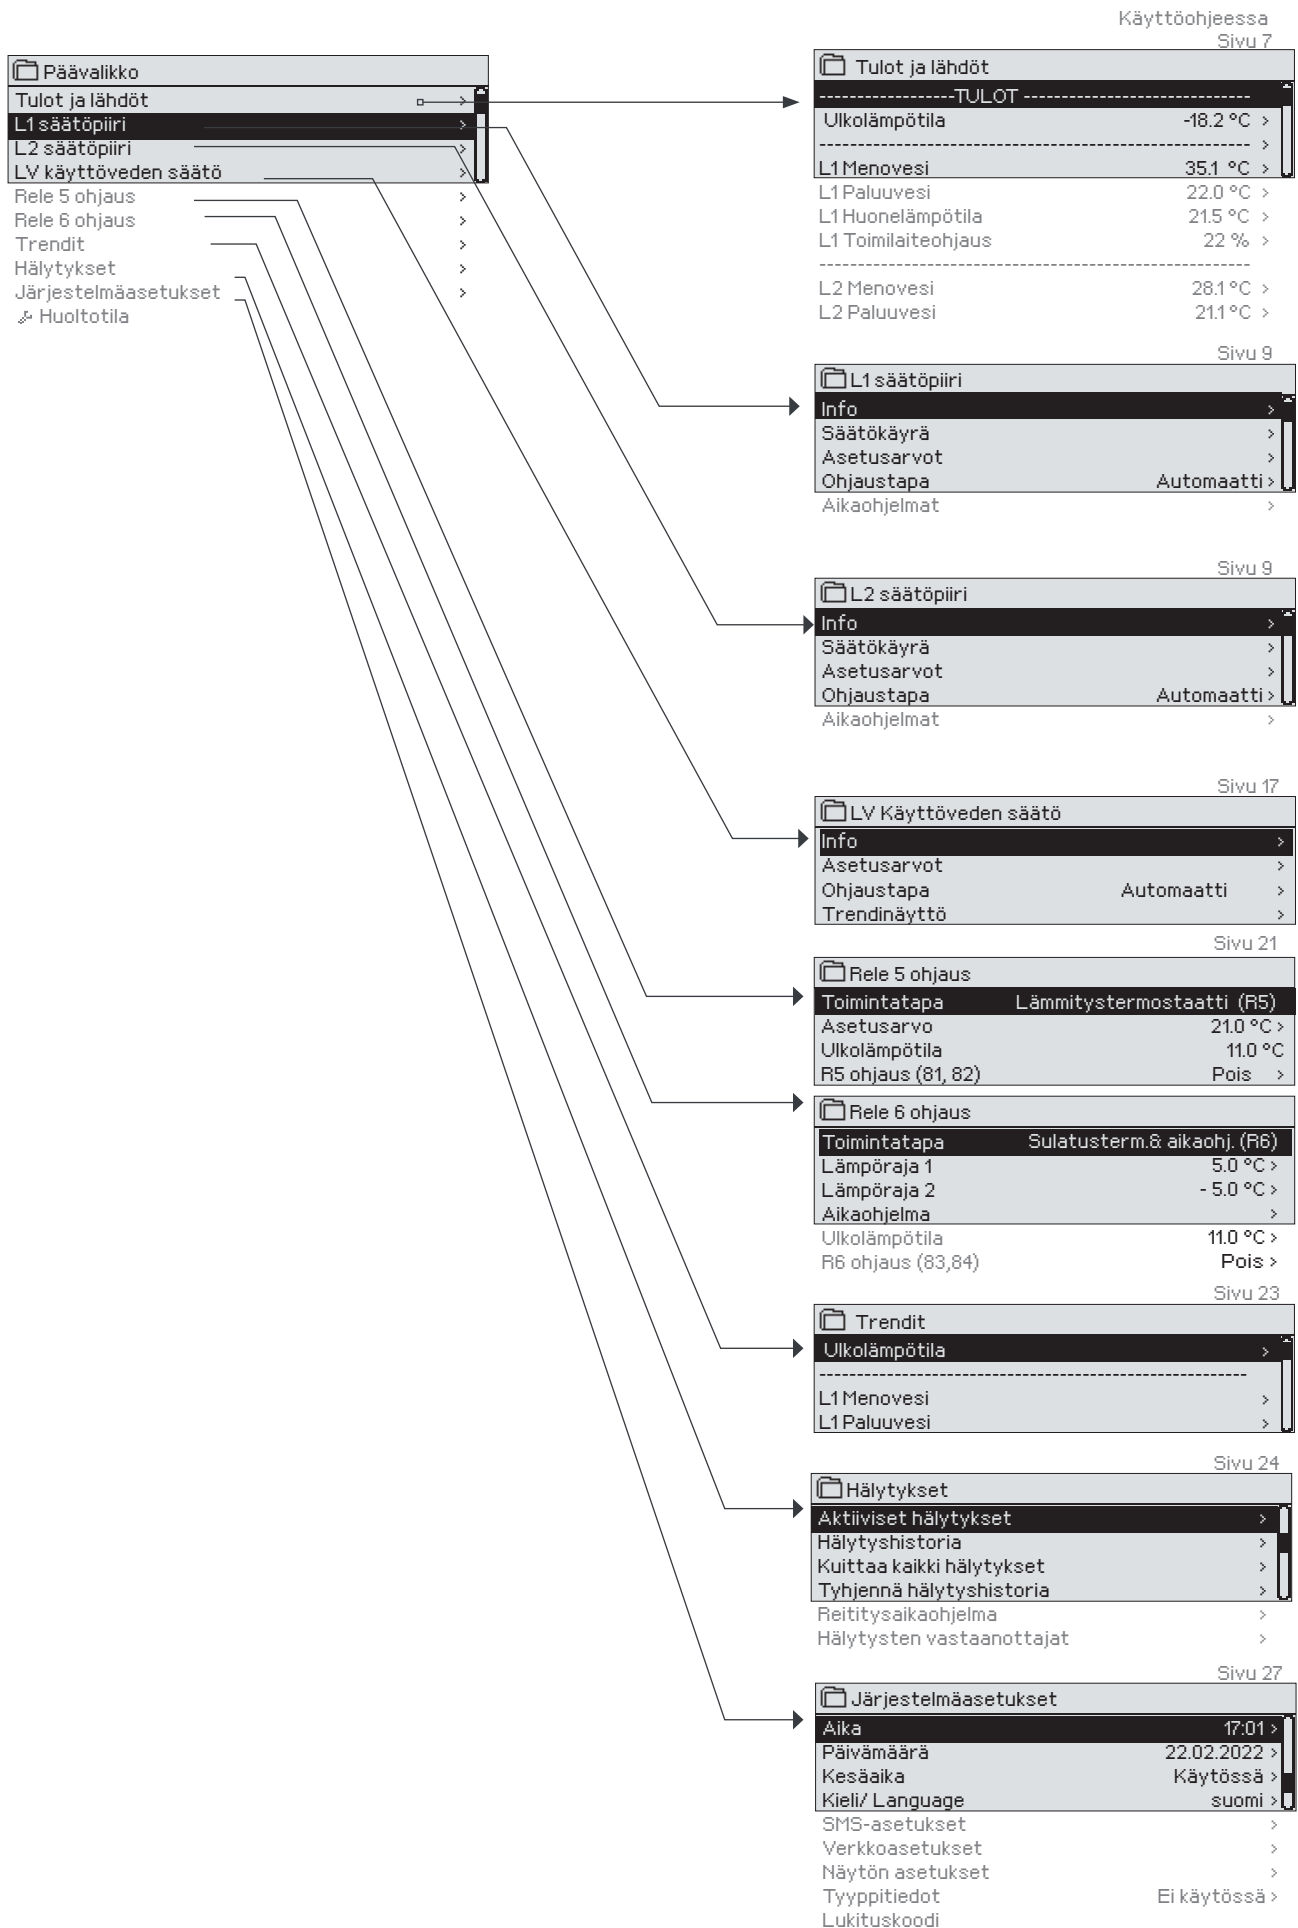 Päävalikko
Tulot ja lähdöt >
L1 säätöpiiri >
L2 säätöpiiri >
LV käyttöveden säätö >
Rele 5 ohjaus >
Rele 6 ohjaus >
Trendit >
Hälytykset >
Järjestelmäasetukset >
Huoltotila
Käyttöohjeessa
Sivu 7
Tulot ja lähdöt
------------------TULOT ------------------------------
Ulkolämpötila -18.2 °C >
--------------------------------------------------------- >
L1 Menovesi 35.1 °C >
L1 Paluuvesi 22.0 °C >
L1 Huonelämpötila 21.5 °C >
L1 Toimilaiteohjaus 22 % >
---------------------------------------------------------
L2 Menovesi 28.1 °C >
L2 Paluuvesi 21.1 °C >
Sivu 9
L1 säätöpiiri
Info >
Säätökäyrä >
Asetusarvot >
Ohjaustapa Automaatti >
Aikaohjelmat >
Sivu 9
L2 säätöpiiri
Info >
Säätökäyrä >
Asetusarvot >
Ohjaustapa Automaatti >
Aikaohjelmat >
Sivu 17
LV Käyttöveden säätö
Info >
Asetusarvot >
Ohjaustapa Automaatti >
Trendinäyttö >
Sivu 21
Rele 5 ohjaus
Toimintatapa Lämmitystermostaatti (R5)
Asetusarvo 21.0 °C >
Ulkolämpötila 11.0 °C
R5 ohjaus (81, 82) Pois >
Rele 6 ohjaus
Toimintatapa Sulatusterm.& aikaohj. (R6)
Lämpöraja 1 5.0 °C >
Lämpöraja 2 - 5.0 °C >
Aikaohjelma >
Ulkolämpötila 11.0 °C >
R6 ohjaus (83,84) Pois >
Sivu 23
Trendit
Ulkolämpötila >
---------------------------------------------------------
L1 Menovesi >
L1 Paluuvesi >
Sivu 24
Hälytykset
Aktiiviset hälytykset >
Hälytyshistoria >
Kuittaa kaikki hälytykset >
Tyhjennä hälytyshistoria >
Reititysaikaohjelma >
Hälytysten vastaanottajat >
Sivu 27
Järjestelmäasetukset
Aika 17:01 >
Päivämäärä 22.02.2022 >
Kesäaika Käytössä >
Kieli/ Language suomi >
SMS-asetukset >
Verkkoasetukset >
Näytön asetukset >
Tyyppitiedot Ei käytössä >
Lukituskoodi